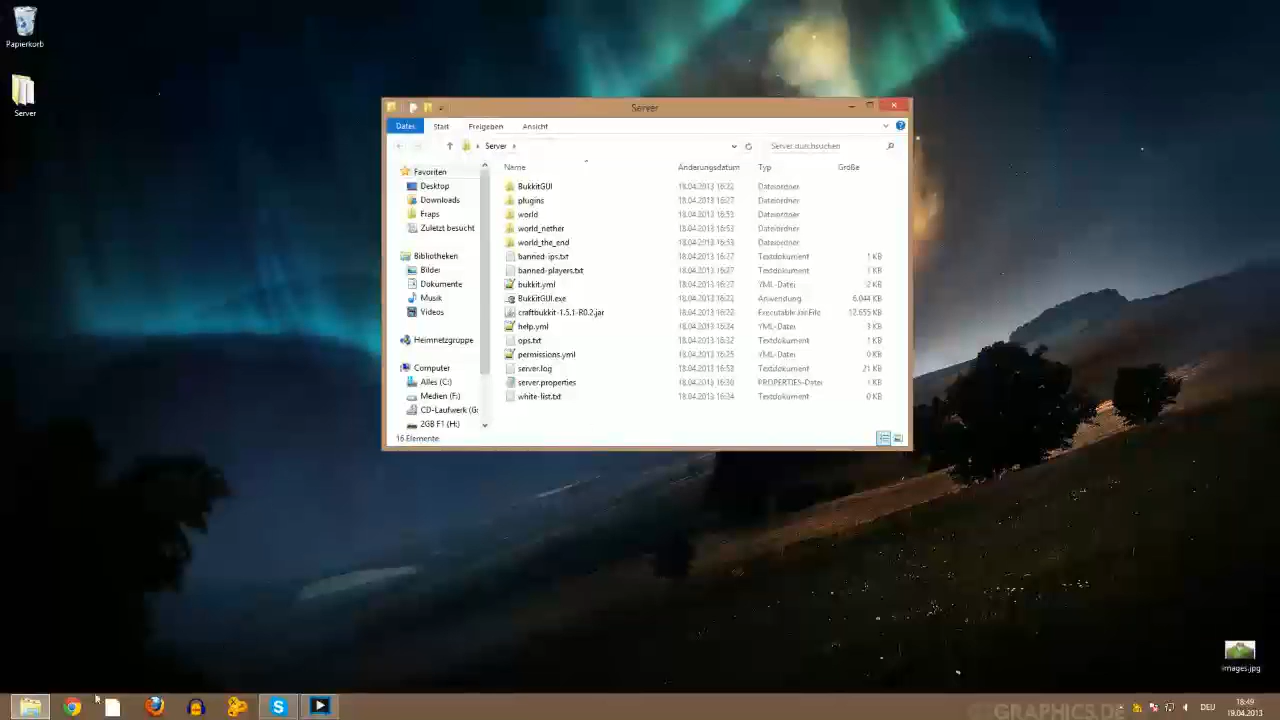 Papierkorb
Server
Server
Datei Start Freigeben Ansicht
Server Server durchsuchen
Name Änderungsdatum Typ Größe
Favoriten
Desktop
Downloads
Fraps
Zuletzt besucht
Bibliotheken
Bilder
Dokumente
Musik
Videos
Heimnetzgruppe
Computer
Alles (C:)
Medien (F:)
CD-Laufwerk (G:
2GB F1 (H:)
BukkitGUI 18.04.2013 16:22 Dateiordner
plugins 18.04.2013 16:27 Dateiordner
world 18.04.2013 16:53 Dateiordner
world_nether 18.04.2013 16:53 Dateiordner
world_the_end 18.04.2013 16:53 Dateiordner
banned-ips.txt 18.04.2013 16:27 Textdokument 1 KB
banned-players.txt 18.04.2013 16:27 Textdokument 1 KB
bukkit.yml 18.04.2013 16:27 YML-Datei 2 KB
BukkitGUI.exe 18.04.2013 16:22 Anwendung 6.044 KB
craftbukkit-1.5.1-R0.2.jar 18.04.2013 16:22 Executable Jar File 12.655 KB
help.yml 18.04.2013 16:34 YML-Datei 3 KB
ops.txt 18.04.2013 16:32 Textdokument 1 KB
permissions.yml 18.04.2013 16:25 YML-Datei 0 KB
server.log 18.04.2013 16:53 Textdokument 21 KB
server.properties 18.04.2013 16:30 PROPERTIES-Datei 1 KB
white-list.txt 18.04.2013 16:34 Textdokument 0 KB
16 Elemente
images.jpg
GRAPHICS.DE
DEU
18:49
19.04.2013